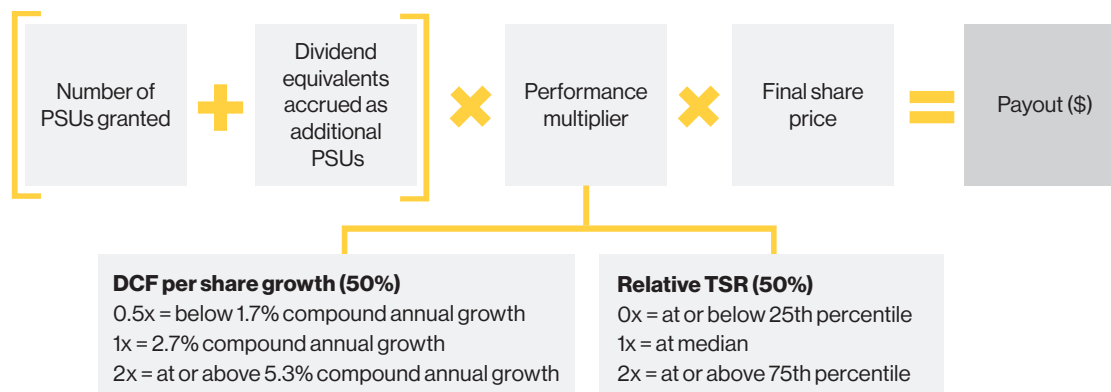 Number of
PSUs granted
+
Dividend
equivalents
accrued as
additional
PSUs
×
Performance
multiplier
×
Final share
price
=
Payout ($)
DCF per share growth (50%)
0.5x = below 1.7% compound annual growth
1x = 2.7% compound annual growth
2x = at or above 5.3% compound annual growth
Relative TSR (50%)
0x = at or below 25th percentile
1x = at median
2x = at or above 75th percentile